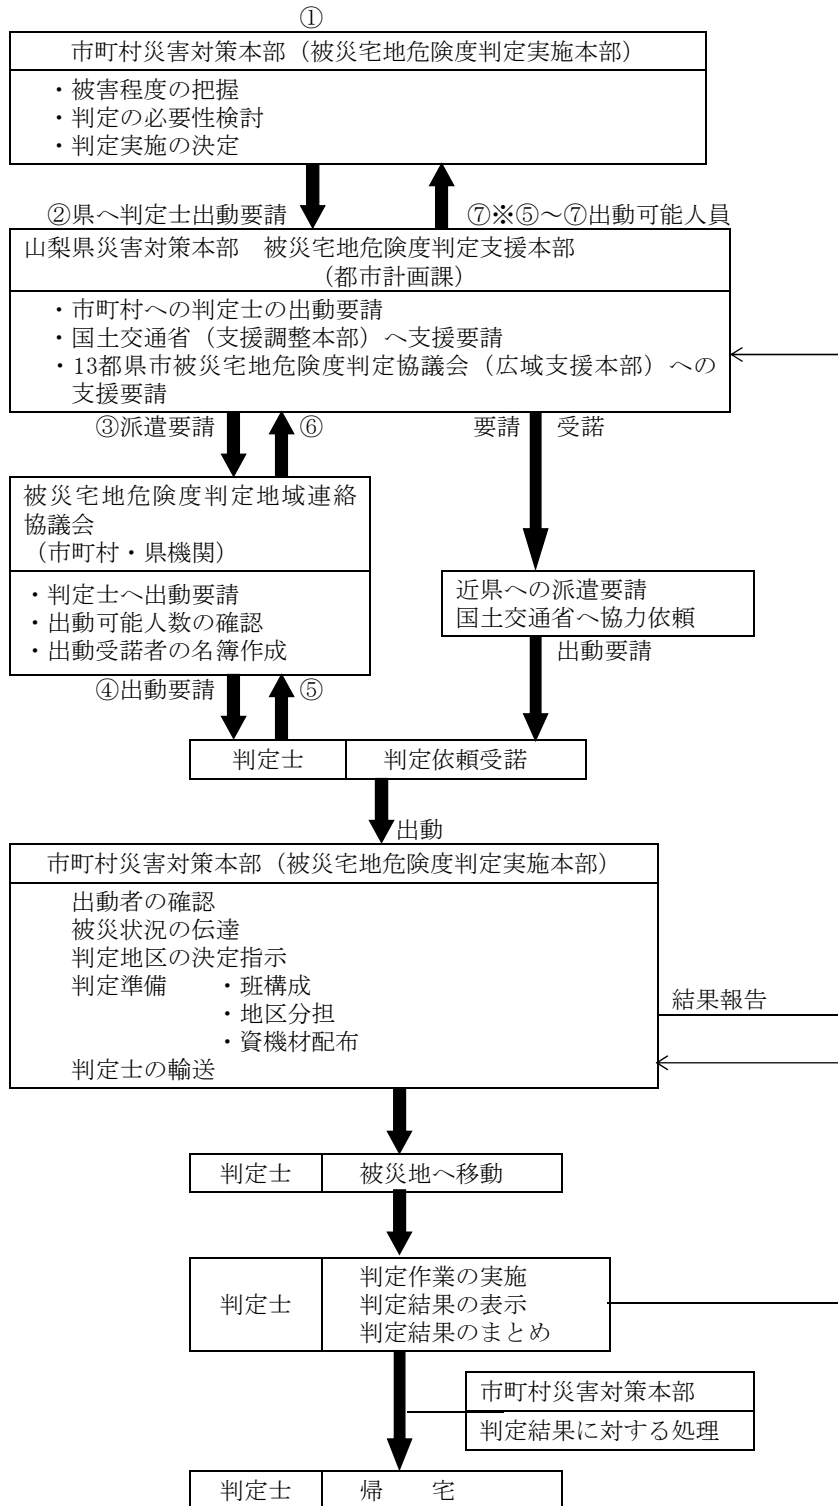 ①
市町村災害対策本部（被災宅地危険度判定実施本部）
・被害程度の把握
・判定の必要性検討
・判定実施の決定
②県へ判定士出動要請
⑦※⑤～⑦出動可能人員
山梨県災害対策本部　被災宅地危険度判定支援本部
（都市計画課）
・市町村への判定士の出動要請
・国土交通省（支援調整本部）へ支援要請
・13都県市被災宅地危険度判定協議会（広域支援本部）への
支援要請
③派遣要請
⑥
要請
受諾
被災宅地危険度判定地域連絡
協議会
（市町村・県機関）
・判定士へ出動要請
・出動可能人数の確認
・出動受諾者の名簿作成
近県への派遣要請
国土交通省へ協力依頼
④出動要請
⑤
出動要請
判定士
判定依頼受諾
出動
市町村災害対策本部（被災宅地危険度判定実施本部）
出動者の確認
被災状況の伝達
判定地区の決定指示
判定準備　・班構成
・地区分担
・資機材配布
判定士の輸送
結果報告
判定士
被災地へ移動
判定士
判定作業の実施
判定結果の表示
判定結果のまとめ
市町村災害対策本部
判定結果に対する処理
判定士
帰　宅